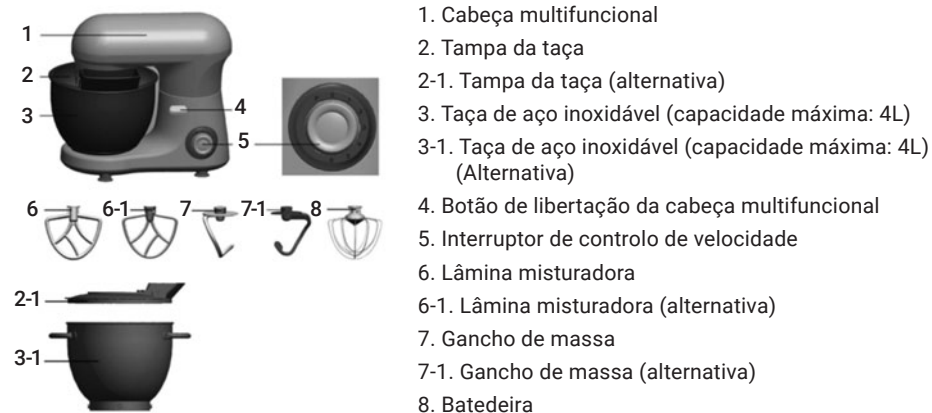 1
2
3
4
5
6
6-1
7
7-1
8
2-1
3-1
1. Cabeça multifuncional
2. Tampa da taça
2-1. Tampa da taça (alternativa)
3. Taça de aço inoxidável (capacidade máxima: 4L)
3-1. Taça de aço inoxidável (capacidade máxima: 4L)
(Alternativa)
4. Botão de libertação da cabeça multifuncional
5. Interruptor de controlo de velocidade
6. Lâmina misturadora
6-1. Lâmina misturadora (alternativa)
7. Gancho de massa
7-1. Gancho de massa (alternativa)
8. Batedeira